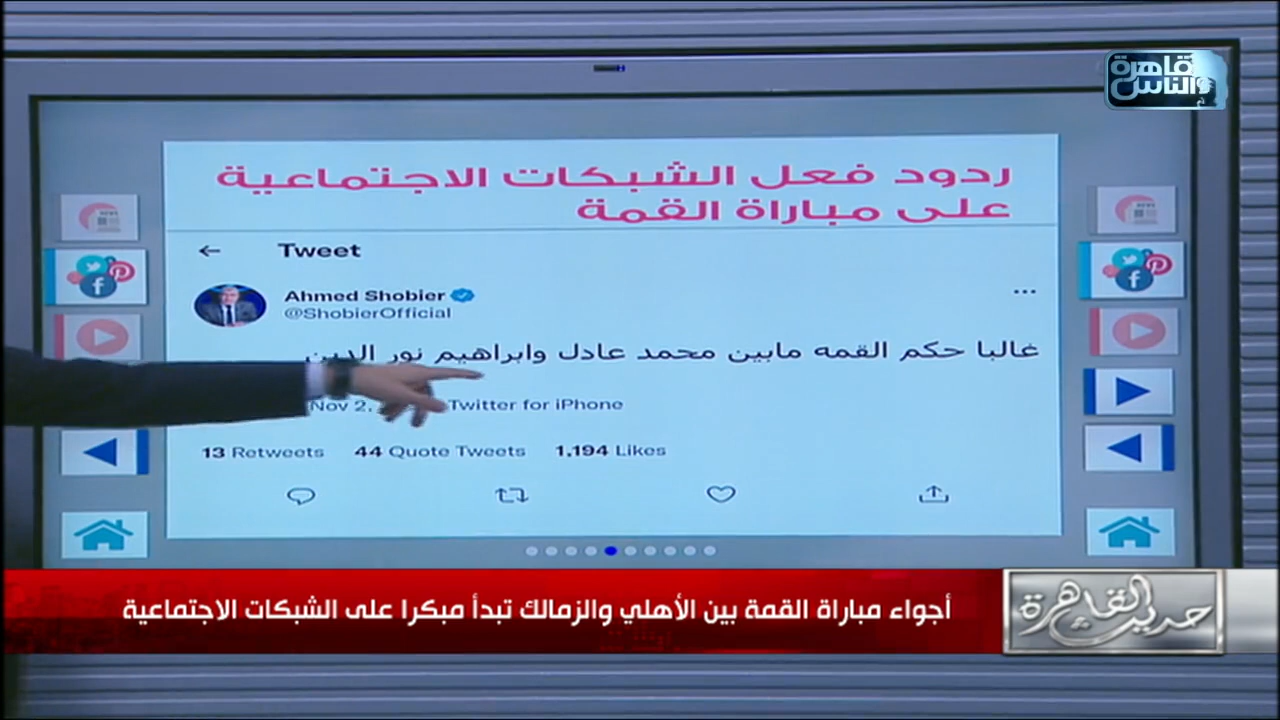 القاهرة
والناس
ردود فعل الشبكات الاجتماعية
على مباراة القمة
Tweet
Ahmed Shobier
@ShobierOfficial
غالبا حكم القمه مابين محمد عادل وابراهيم نور الدين
Nov 2, Twitter for iPhone
13 Retweets 44 Quote Tweets 1,194 Likes
أجواء مباراة القمة بين الأهلي والزمالك تبدأ مبكرا على الشبكات الاجتماعية
حديث القاهرة